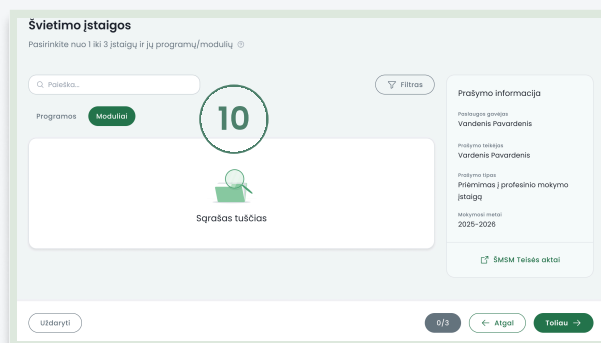 Švietimo įstaigos
Pasirinkite nuo 1 iki 3 įstaigų ir jų programų/modulių
Paieška...
Filtras
Programos
Moduliai
10
Sąrašas tuščias
Prašymo informacija
Paslaugos gavėjas
Vandenis Pavardenis
Prašymo teikėjas
Vardenis Pavardenis
Prašymo tipas
Priėmimas į profesinio mokymo
įstaigą
Mokymosi metai
2025-2026
ŠMSM Teisės aktai
Uždaryti
0/3
Atgal
Toliau